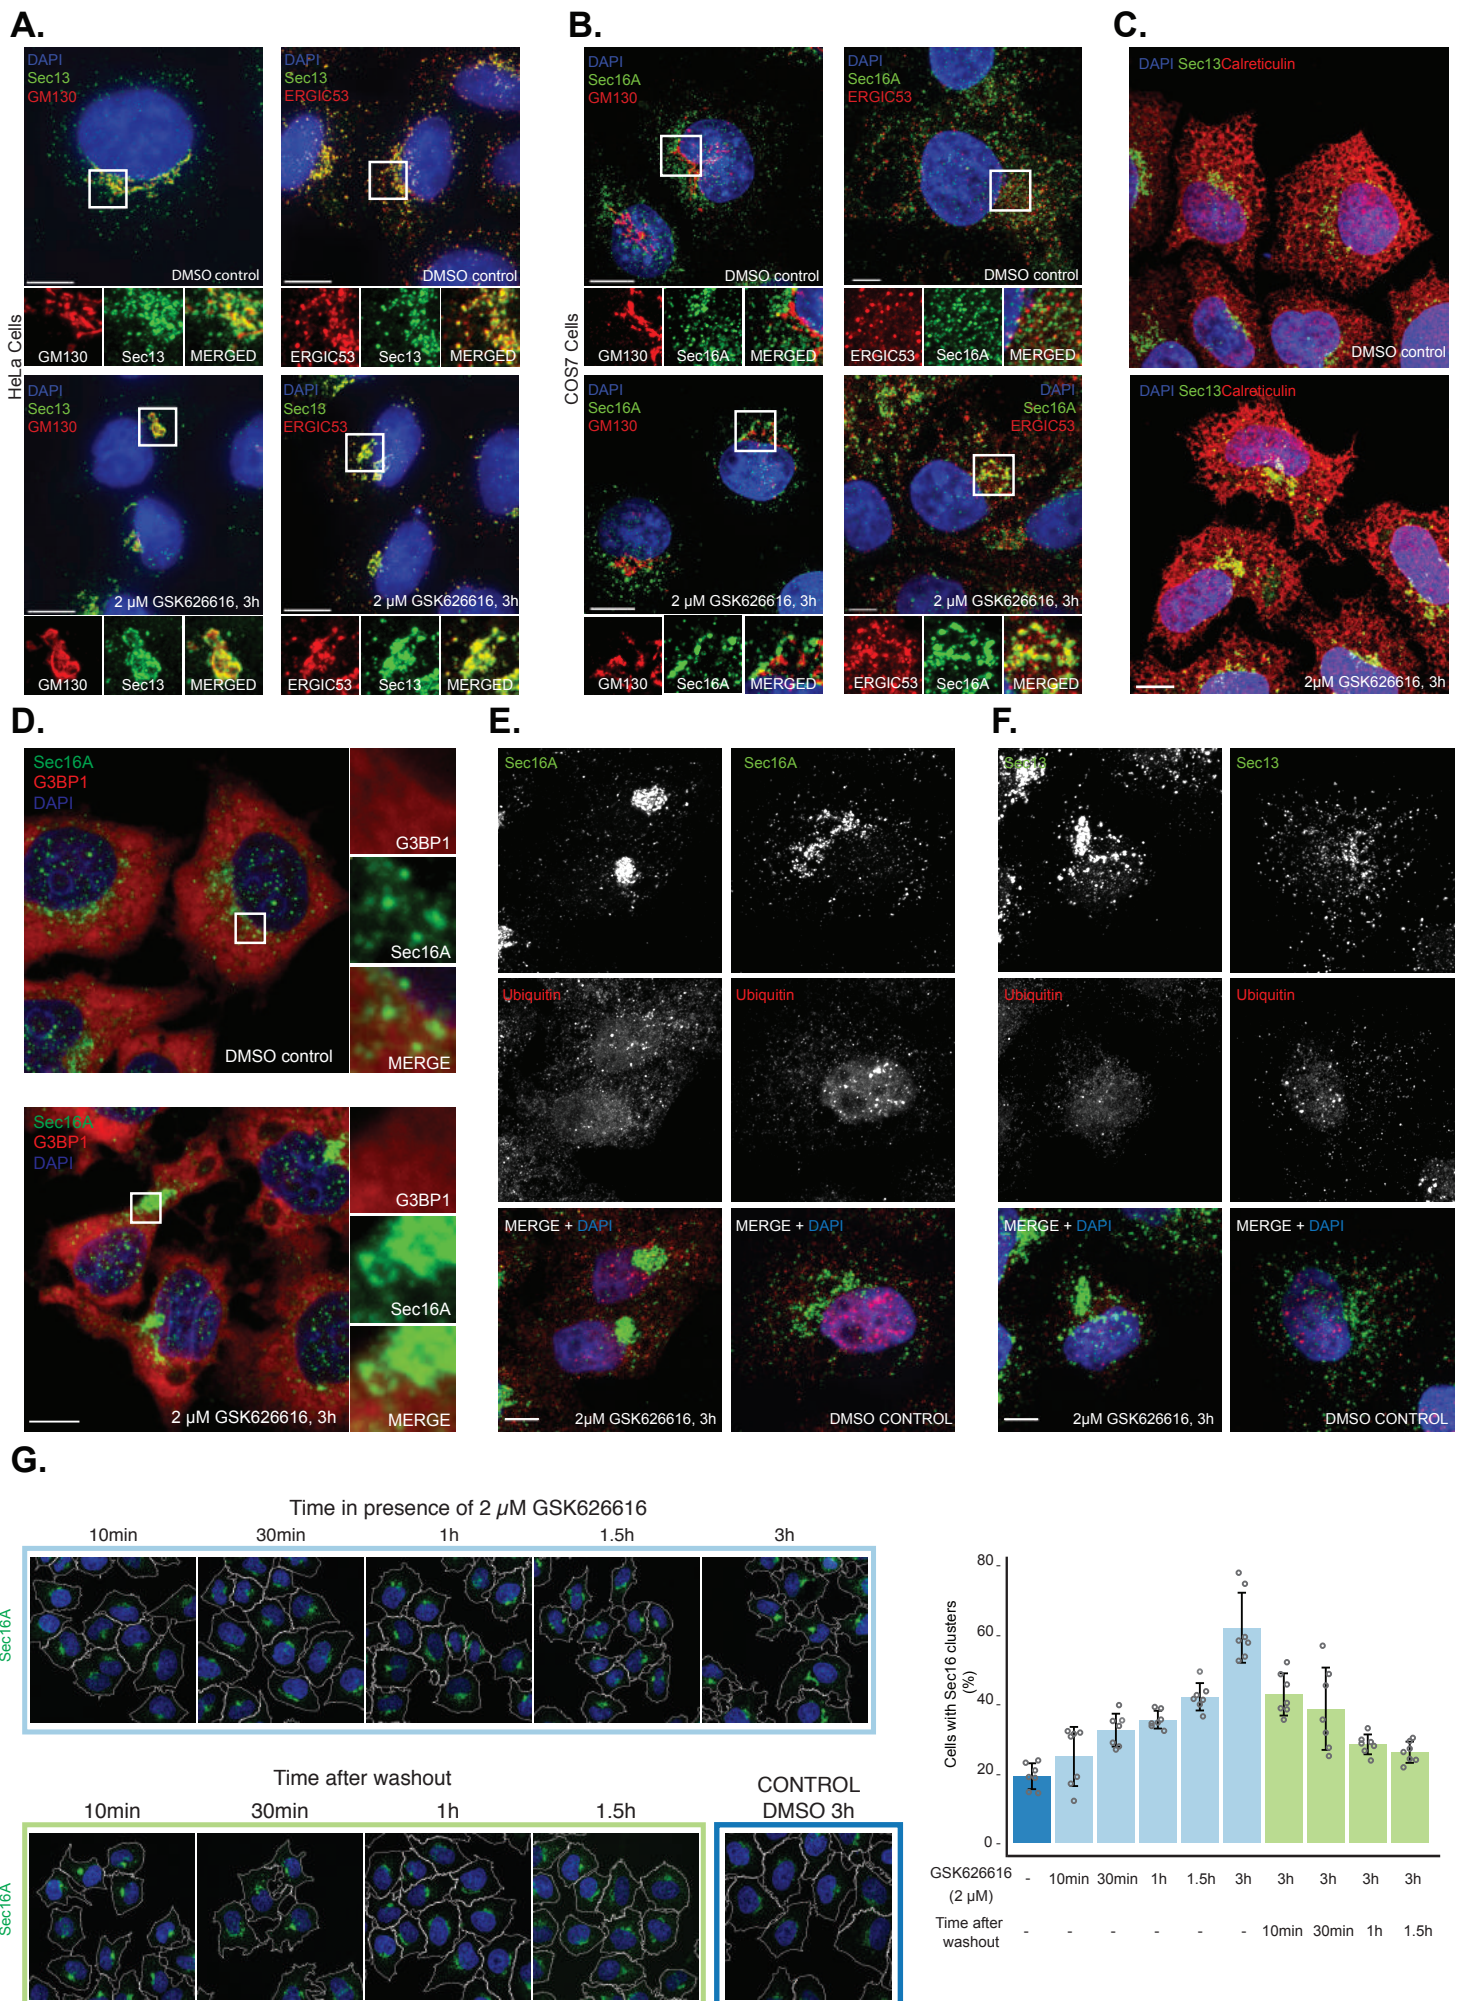 A.
DAPI
Sec13
GM130
DMSO control
DAPI
Sec13
ERGIC53
DMSO control
HeLa Cells
GM130
Sec13
MERGED
ERGIC53
Sec13
MERGED
DAPI
Sec13
GM130
2 µM GSK626616, 3h
DAPI
Sec13
ERGIC53
2 µM GSK626616, 3h
GM130
Sec13
MERGED
ERGIC53
Sec13
MERGED
B.
DAPI
Sec16A
GM130
DMSO control
DAPI
Sec16A
ERGIC53
DMSO control
COS7 Cells
GM130
Sec16A
MERGED
ERGIC53
Sec16A
MERGED
DAPI
Sec16A
GM130
2 µM GSK626616, 3h
DAPI
Sec16A
ERGIC53
2 µM GSK626616, 3h
GM130
Sec16A
MERGED
ERGIC53
Sec16A
MERGED
C.
DAPI Sec13Calreticulin
DMSO control
DAPI Sec13Calreticulin
2µM GSK626616, 3h
D.
Sec16A
G3BP1
DAPI
DMSO control
G3BP1
Sec16A
MERGE
Sec16A
G3BP1
DAPI
2 µM GSK626616, 3h
G3BP1
Sec16A
MERGE
E.
Sec16A
Sec16A
Ubiquitin
Ubiquitin
MERGE + DAPI
2µM GSK626616, 3h
MERGE + DAPI
DMSO CONTROL
F.
Sec13
Sec13
Ubiquitin
Ubiquitin
MERGE + DAPI
2µM GSK626616, 3h
MERGE + DAPI
DMSO CONTROL
G.
Time in presence of 2 µM GSK626616
10min 30min 1h 1.5h 3h
Sec16A
Time after washout
10min 30min 1h 1.5h
CONTROL
DMSO 3h
Sec16A
Cells with Sec16 clusters
(%)
80
60
40
20
0
GSK626616
(2 µM)
- 10min 30min 1h 1.5h 3h 3h 3h 3h 3h
Time after
washout
- - - - - - 10min 30min 1h 1.5h